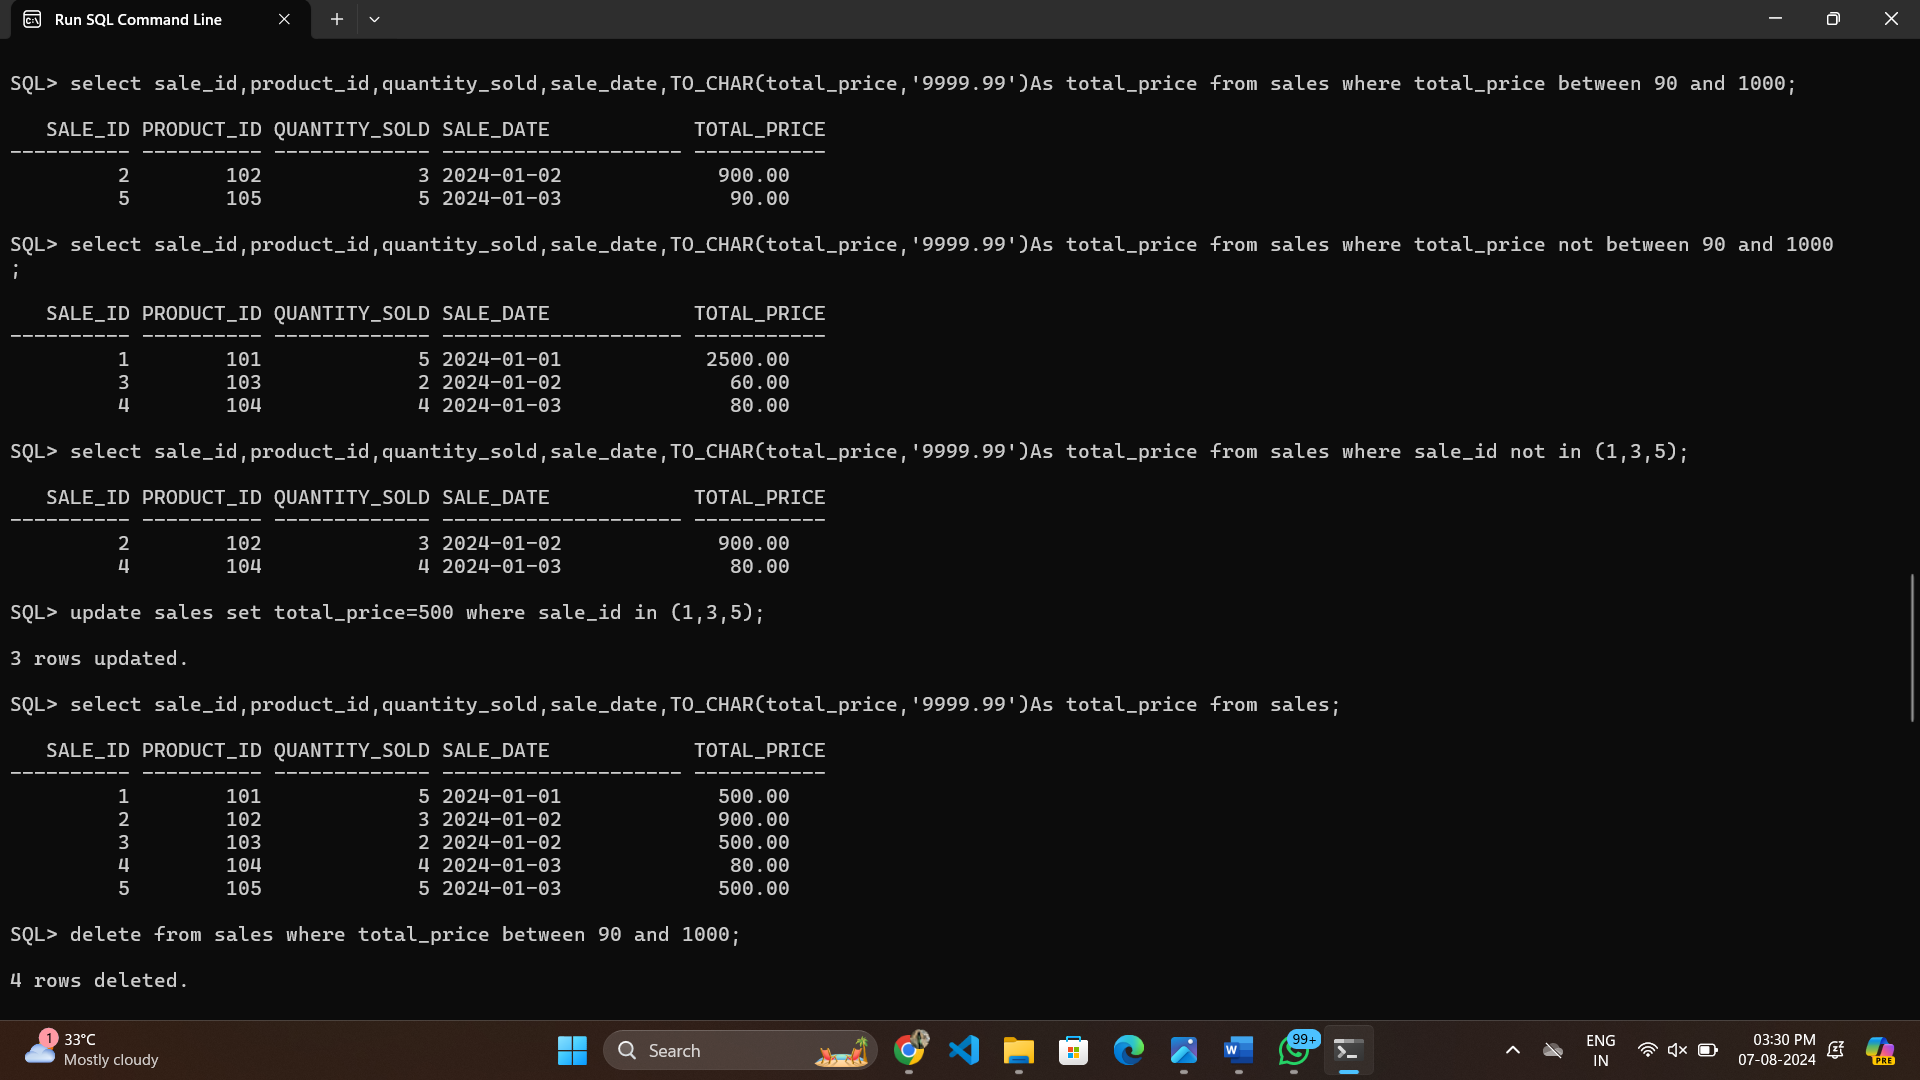 Run SQL Command Line
SQL> select sale_id,product_id,quantity_sold,sale_date,TO_CHAR(total_price,'9999.99')As total_price from sales where total_price between 90 and 1000;
SALE_ID PRODUCT_ID QUANTITY_SOLD SALE_DATE TOTAL_PRICE
---------- ---------- ------------- -------------------- -----------
2 102 3 2024-01-02 900.00
5 105 5 2024-01-03 90.00
SQL> select sale_id,product_id,quantity_sold,sale_date,TO_CHAR(total_price,'9999.99')As total_price from sales where total_price not between 90 and 1000
;
SALE_ID PRODUCT_ID QUANTITY_SOLD SALE_DATE TOTAL_PRICE
---------- ---------- ------------- -------------------- -----------
1 101 5 2024-01-01 2500.00
3 103 2 2024-01-02 60.00
4 104 4 2024-01-03 80.00
SQL> select sale_id,product_id,quantity_sold,sale_date,TO_CHAR(total_price,'9999.99')As total_price from sales where sale_id not in (1,3,5);
SALE_ID PRODUCT_ID QUANTITY_SOLD SALE_DATE TOTAL_PRICE
---------- ---------- ------------- -------------------- -----------
2 102 3 2024-01-02 900.00
4 104 4 2024-01-03 80.00
SQL> update sales set total_price=500 where sale_id in (1,3,5);
3 rows updated.
SQL> select sale_id,product_id,quantity_sold,sale_date,TO_CHAR(total_price,'9999.99')As total_price from sales;
SALE_ID PRODUCT_ID QUANTITY_SOLD SALE_DATE TOTAL_PRICE
---------- ---------- ------------- -------------------- -----------
1 101 5 2024-01-01 500.00
2 102 3 2024-01-02 900.00
3 103 2 2024-01-02 500.00
4 104 4 2024-01-03 80.00
5 105 5 2024-01-03 500.00
SQL> delete from sales where total_price between 90 and 1000;
4 rows deleted.
1
33°C
Mostly cloudy
Search
W
99+
ENG
IN
03:30 PM
07-08-2024
PRE